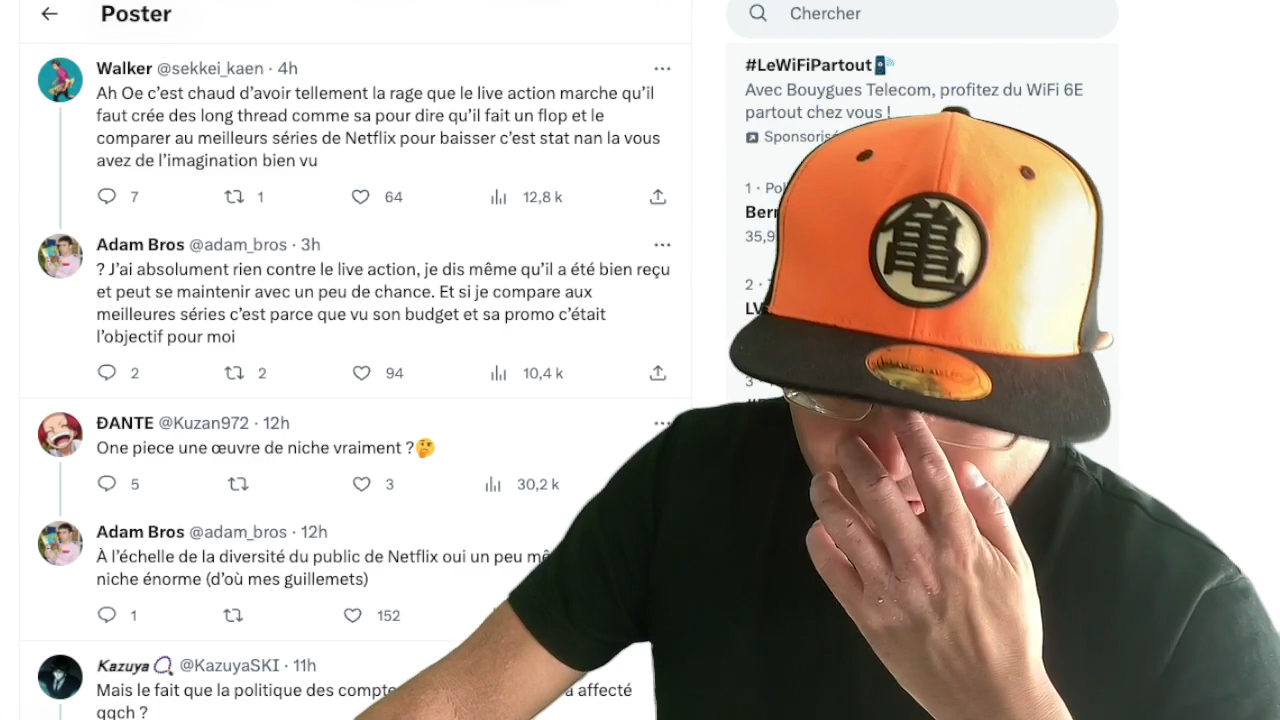 Poster
Walker @sekkei_kaen · 4h
Ah Oe c’est chaud d’avoir tellement la rage que le live action marche qu’il
faut crée des long thread comme sa pour dire qu’il fait un flop et le
comparer au meilleurs séries de Netflix pour baisser c’est stat nan la vous
avez de l’imagination bien vu
7 1 64 12,8 k
Adam Bros @adam_bros · 3h
? J’ai absolument rien contre le live action, je dis même qu’il a été bien reçu
et peut se maintenir avec un peu de chance. Et si je compare aux
meilleures séries c’est parce que vu son budget et sa promo c’était
l’objectif pour moi
2 2 94 10,4 k
ĐANTE @Kuzan972 · 12h
One piece une œuvre de niche vraiment ?🤔
5 3 30,2 k
Adam Bros @adam_bros · 12h
À l’échelle de la diversité du public de Netflix oui un peu
niche énorme (d’où mes guillemets)
1 152
Kazuya @KazuyaSKI · 11h
Mais le fait que la politique des compte affecté
qqch ?
Chercher
#LeWiFiPartout
Avec Bouygues Telecom, profitez du WiFi 6E
partout chez vous !
Sponsorisé
1 ·
35,9
2 ·
LV
3
亀